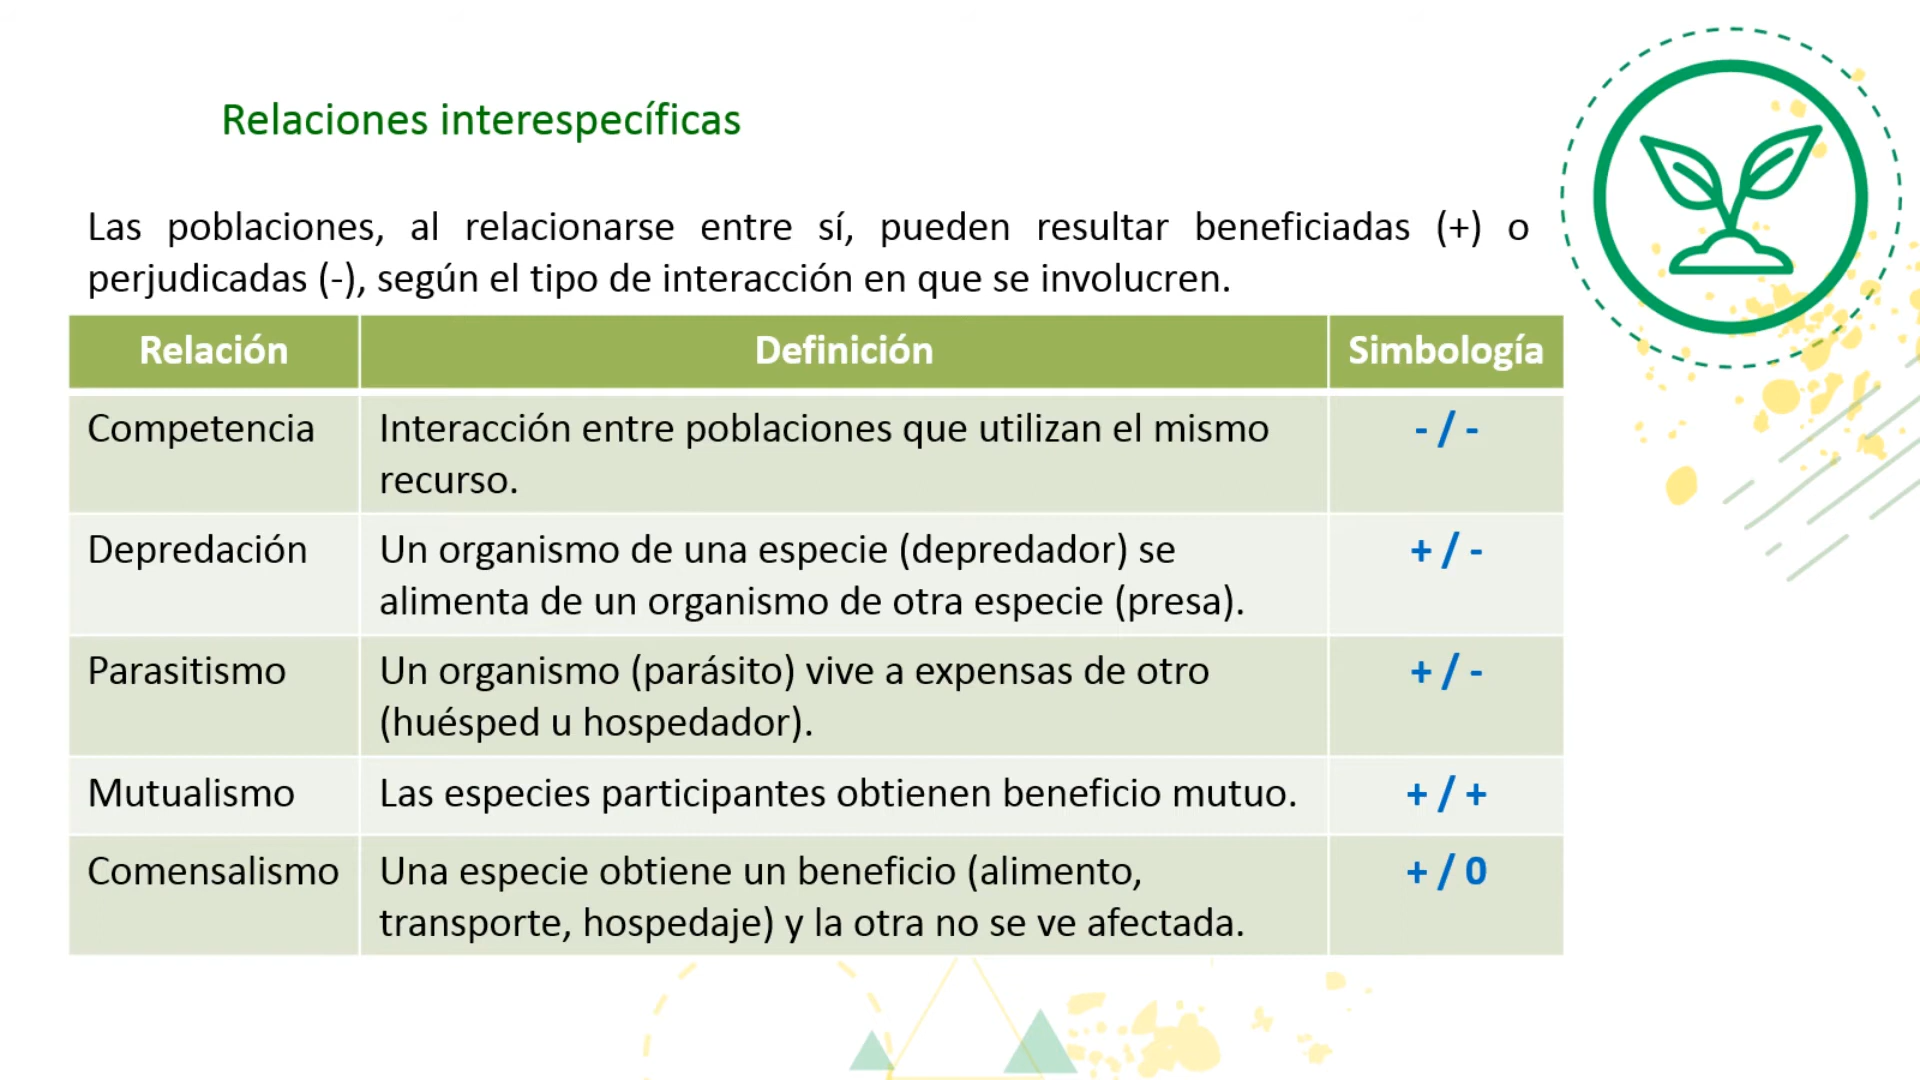 Relaciones interespecíficas
Las poblaciones, al relacionarse entre sí, pueden resultar beneficiadas (+) o
perjudicadas (-), según el tipo de interacción en que se involucren.
Relación Definición Simbología
Competencia Interacción entre poblaciones que utilizan el mismo - / -
recurso.
Depredación Un organismo de una especie (depredador) se + / -
alimenta de un organismo de otra especie (presa).
Parasitismo Un organismo (parásito) vive a expensas de otro + / -
(huésped u hospedador).
Mutualismo Las especies participantes obtienen beneficio mutuo. + / +
Comensalismo Una especie obtiene un beneficio (alimento, + / 0
transporte, hospedaje) y la otra no se ve afectada.